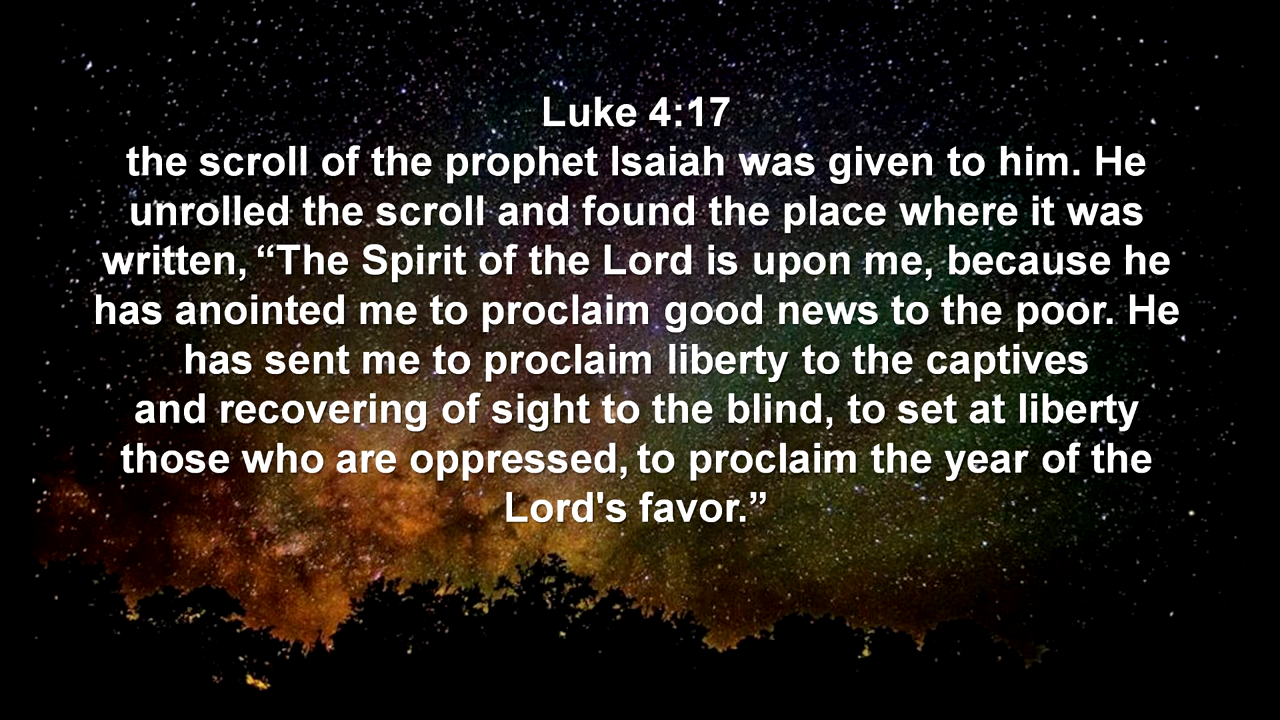 Luke 4:17
the scroll of the prophet Isaiah was given to him. He
unrolled the scroll and found the place where it was
written, “The Spirit of the Lord is upon me, because he
has anointed me to proclaim good news to the poor. He
has sent me to proclaim liberty to the captives
and recovering of sight to the blind, to set at liberty
those who are oppressed, to proclaim the year of the
Lord's favor.”